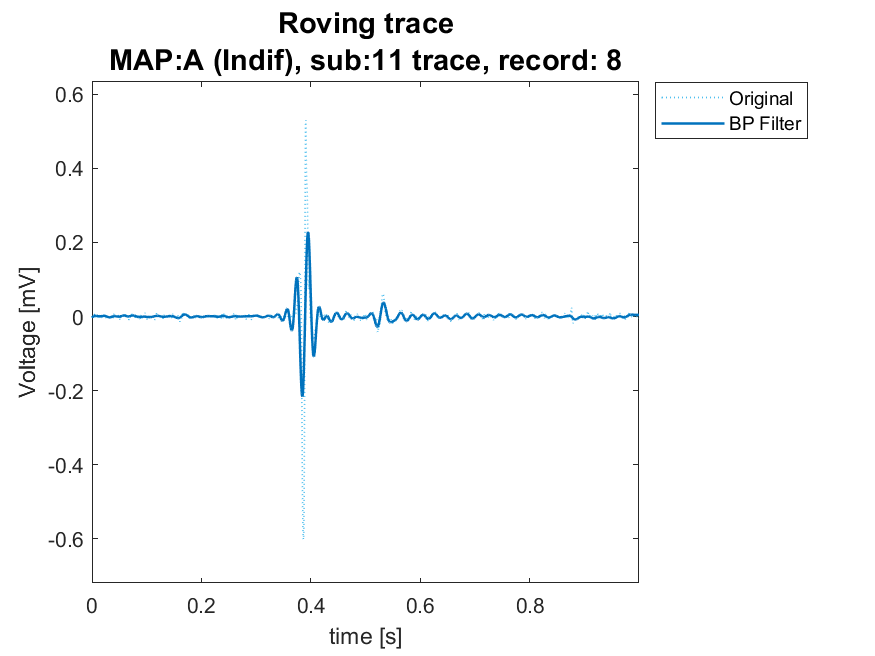 Roving trace
MAP:A (Indif), sub:11 trace, record: 8
Original
BP Filter
0.6
0.4
0.2
0
-0.2
-0.4
-0.6
Voltage [mV]
0
0.2
0.4
0.6
0.8
time [s]